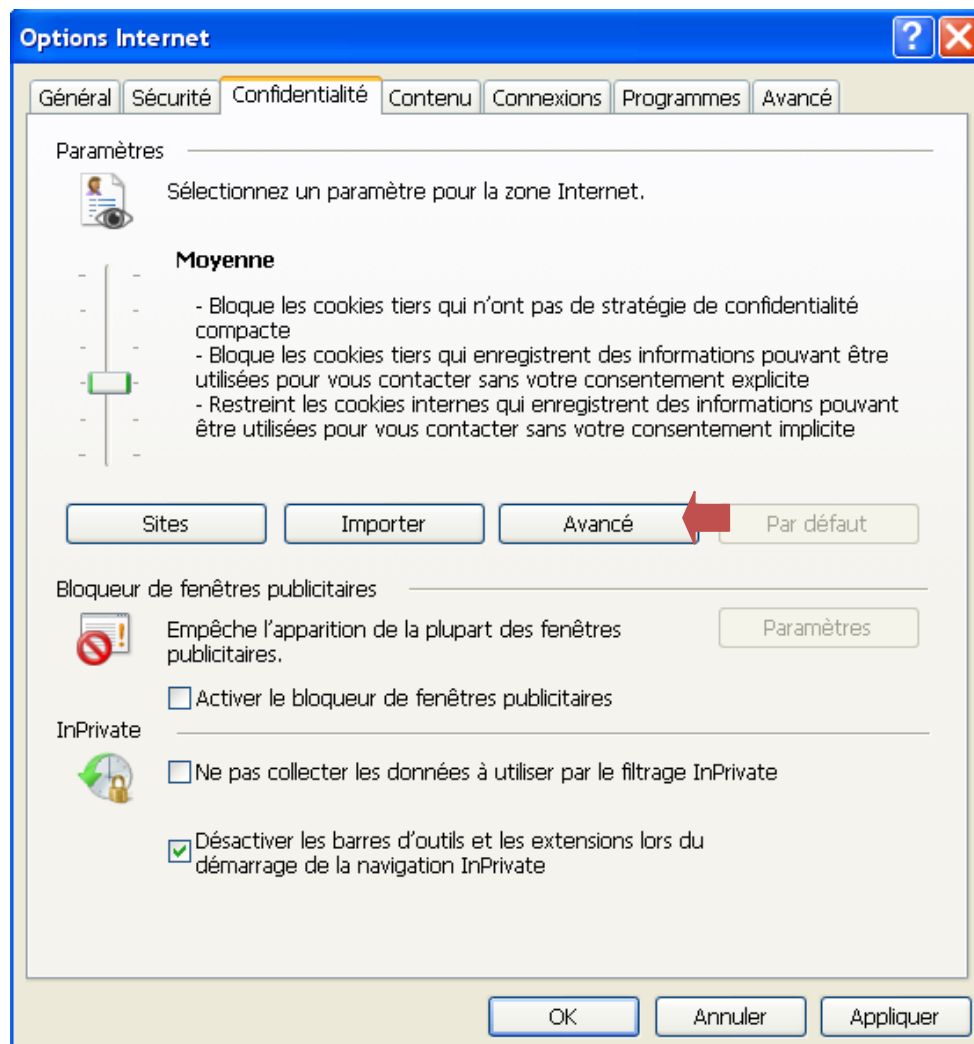 Options Internet
?
Général Sécurité Confidentialité Contenu Connexions Programmes Avancé
Paramètres
Sélectionnez un paramètre pour la zone Internet.
Moyenne
- Bloque les cookies tiers qui n'ont pas de stratégie de confidentialité
compacte
- Bloque les cookies tiers qui enregistrent des informations pouvant être
utilisées pour vous contacter sans votre consentement explicite
- Restreint les cookies internes qui enregistrent des informations pouvant
être utilisées pour vous contacter sans votre consentement implicite
Sites Importer Avancé Par défaut
Bloqueur de fenêtres publicitaires
Empêche l'apparition de la plupart des fenêtres
publicitaires.
Paramètres
Activer le bloqueur de fenêtres publicitaires
InPrivate
Ne pas collecter les données à utiliser par le filtrage InPrivate
Désactiver les barres d'outils et les extensions lors du
démarrage de la navigation InPrivate
OK Annuler Appliquer